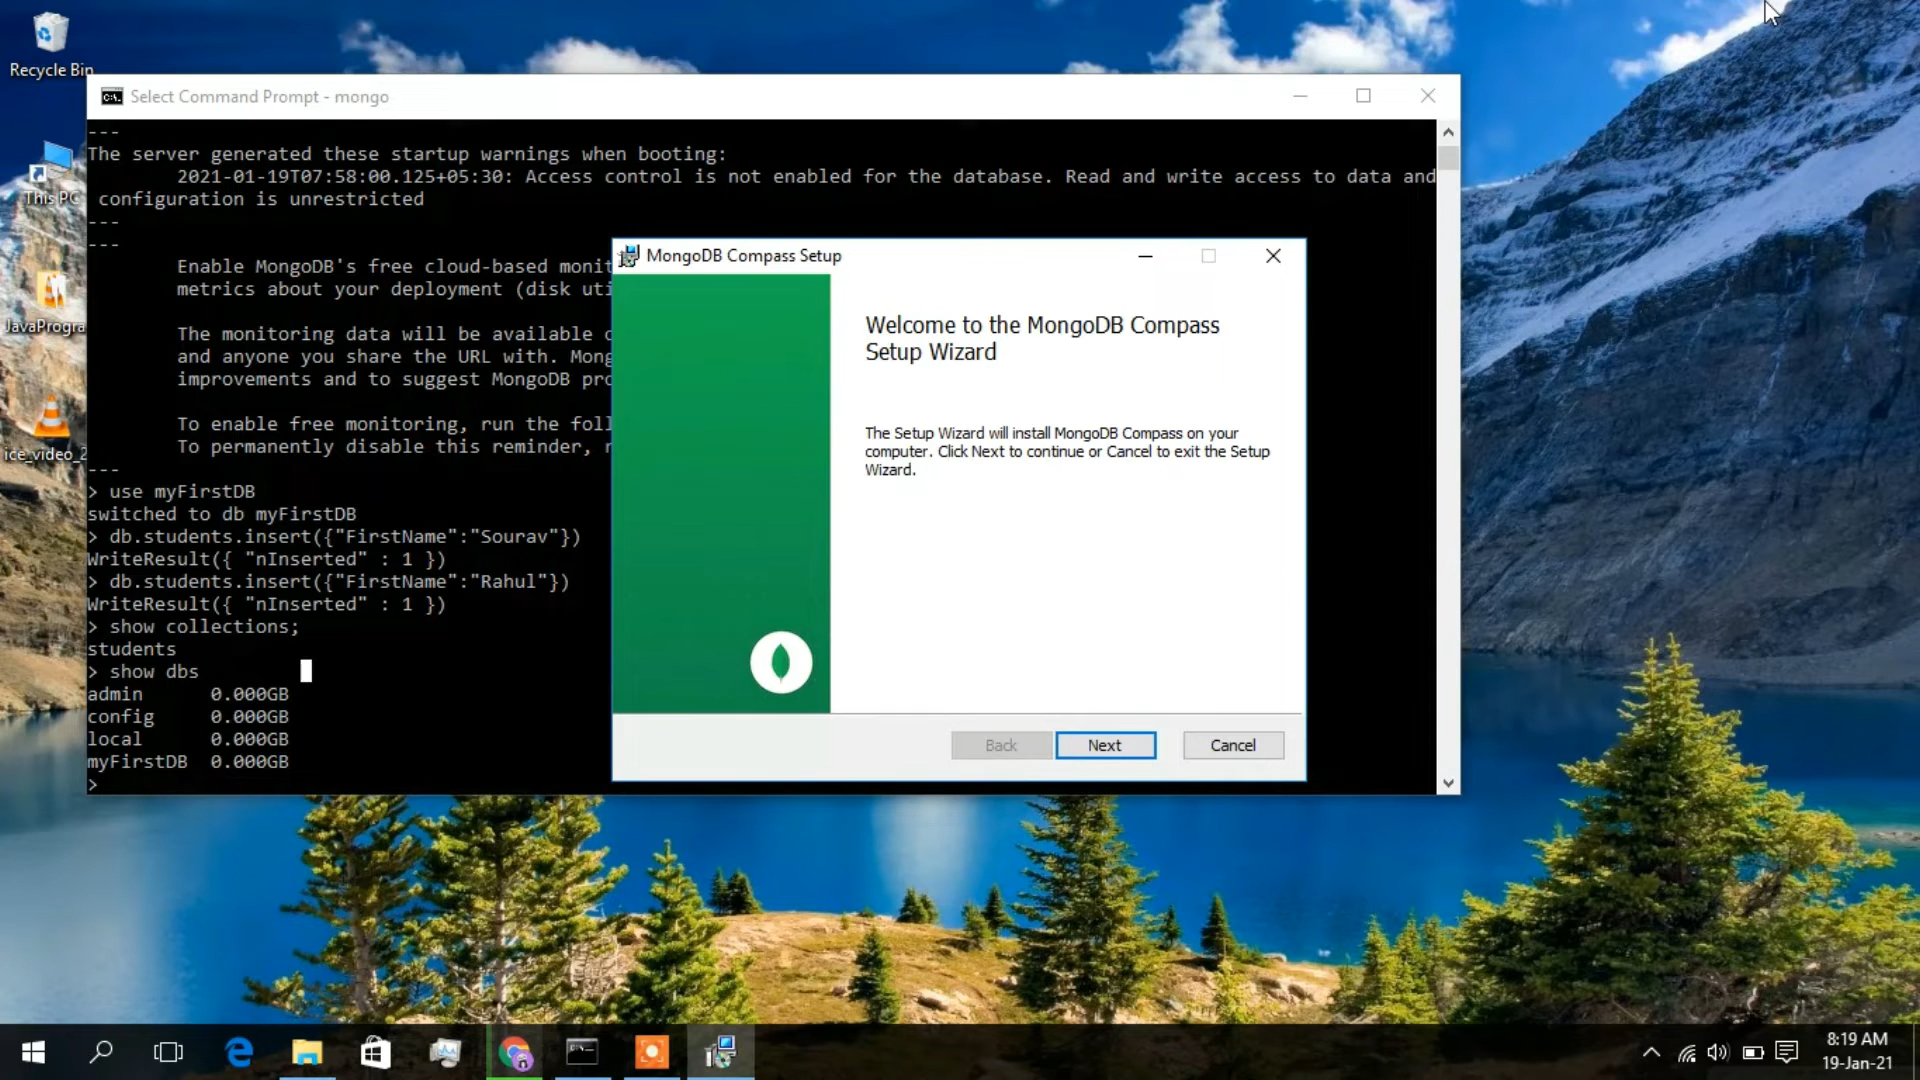 Recycle Bin
This PC
JavaProgra
ice_video_2
Select Command Prompt - mongo
---
The server generated these startup warnings when booting:
2021-01-19T07:58:00.125+05:30: Access control is not enabled for the database. Read and write access to data and
configuration is unrestricted
---
---
Enable MongoDB's free cloud-based monit
metrics about your deployment (disk uti
The monitoring data will be available o
and anyone you share the URL with. Mong
improvements and to suggest MongoDB pro
To enable free monitoring, run the foll
To permanently disable this reminder, r
---
> use myFirstDB
switched to db myFirstDB
> db.students.insert({"FirstName":"Sourav"})
WriteResult({ "nInserted" : 1 })
> db.students.insert({"FirstName":"Rahul"})
WriteResult({ "nInserted" : 1 })
> show collections;
students
> show dbs
admin 0.000GB
config 0.000GB
local 0.000GB
myFirstDB 0.000GB
>
MongoDB Compass Setup
Welcome to the MongoDB Compass
Setup Wizard
The Setup Wizard will install MongoDB Compass on your
computer. Click Next to continue or Cancel to exit the Setup
Wizard.
Back
Next
Cancel
8:19 AM
19-Jan-21